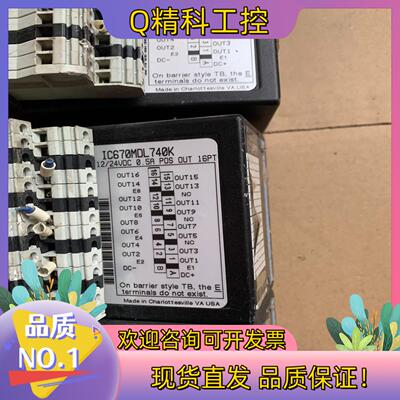 Q精科工控
OUT4 OUT3
OUT2 OUT1
E2 E1
DC- DC+
On barrier style TB, the E
terminals do not exist.
Made in Charlottesville VA USA
IC670MDL740K
12/24VDC 0.5A POS OUT 16PT
OUT16 OUT15
OUT14 OUT13
E8 OUT11
OUT12 NC
OUT10 OUT9
E6 NC
OUT8 OUT7
OUT6 OUT5
E4 NC
OUT4 OUT3
OUT2 OUT1
E2 E1
DC- B A DC+
On barrier style TB, the E
terminals do not exist.
Made in Charlottesville VA USA
品质
NO.1
欢迎咨询可开发票
现货直发 品质保证!